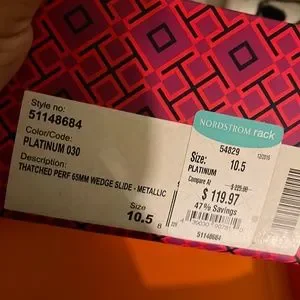 Style no:
51148684
Color/Code:
PLATINUM 030
Description:
THATCHED PERF 65MM WEDGE SLIDE - METALLIC
Size
10.5
NORDSTROM rack
54829
Size: 10.5
PLATINUM
Compare At
$ 119.97
47% Savings
51148684